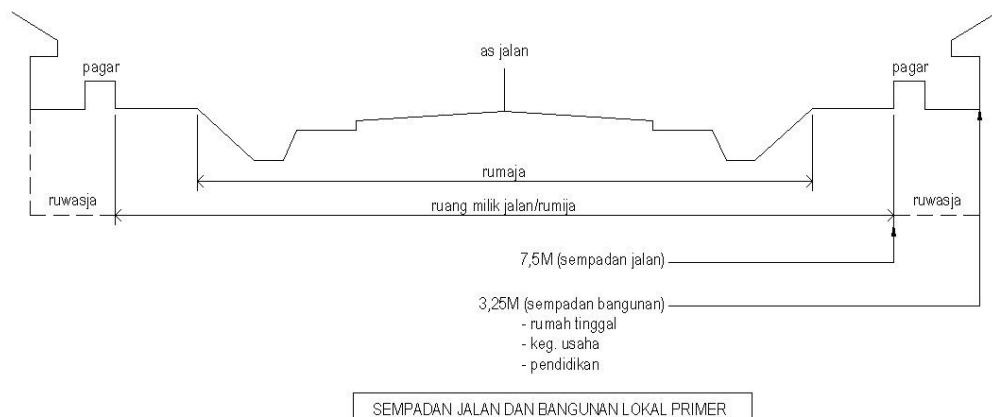 as jalan
pagar
pagar
rumaja
ruwasja
ruang milik jalan/rumija
ruwasja
7,5M (sempadan jalan)
3,25M (sempadan bangunan)
- rumah tinggal
- keg. usaha
- pendidikan
SEMPADAN JALAN DAN BANGUNAN LOKAL PRIMER